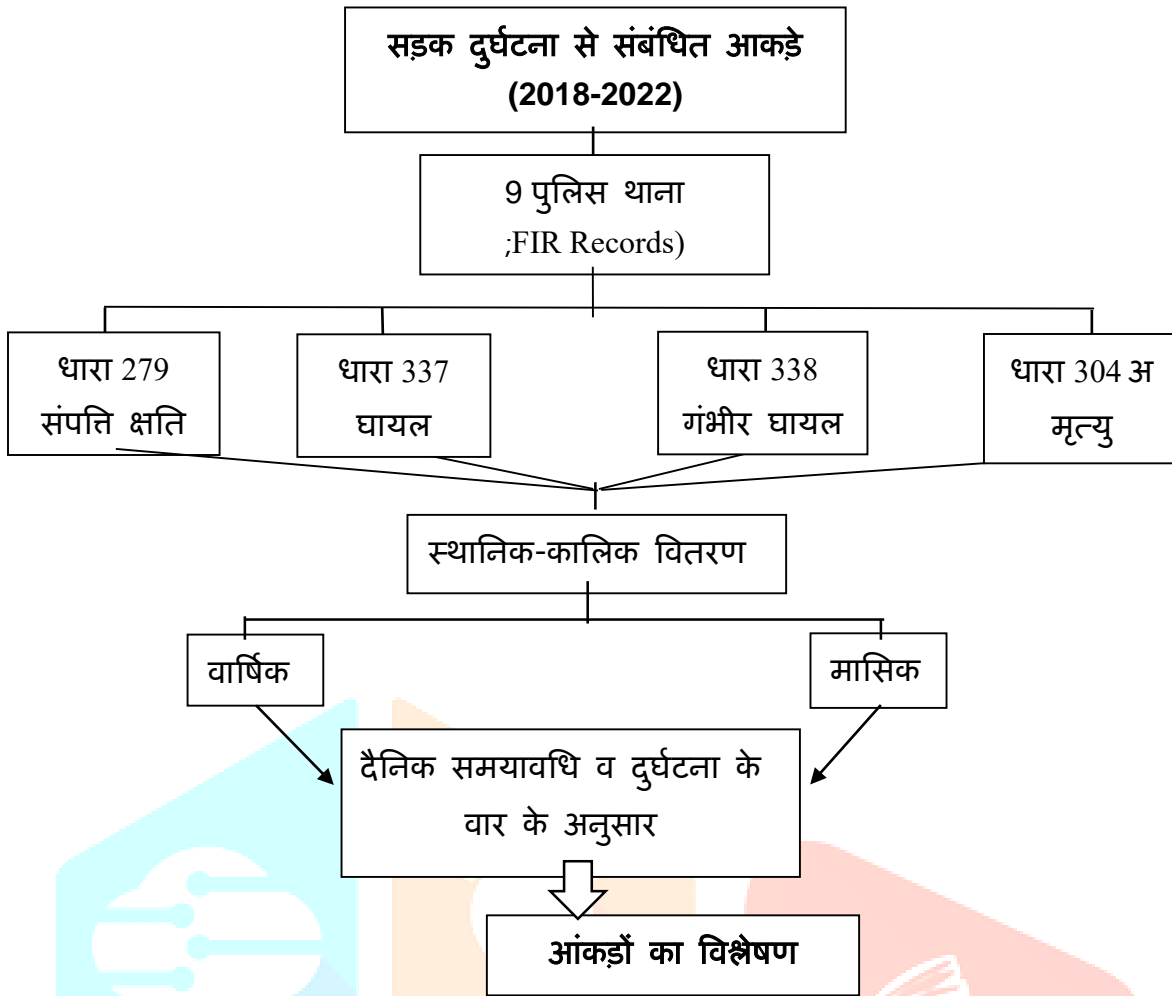 सड़क दुर्घटना से संबंधित आकड़े
(2018-2022)
9 पुलिस थाना
;FIR Records)
धारा 279
संपत्ति क्षति
धारा 337
घायल
धारा 338
गंभीर घायल
धारा 304 अ
मृत्यु
स्थानिक-कालिक वितरण
वार्षिक
मासिक
दैनिक समयावधि व दुर्घटना के
वार के अनुसार
आंकड़ों का विश्लेषण